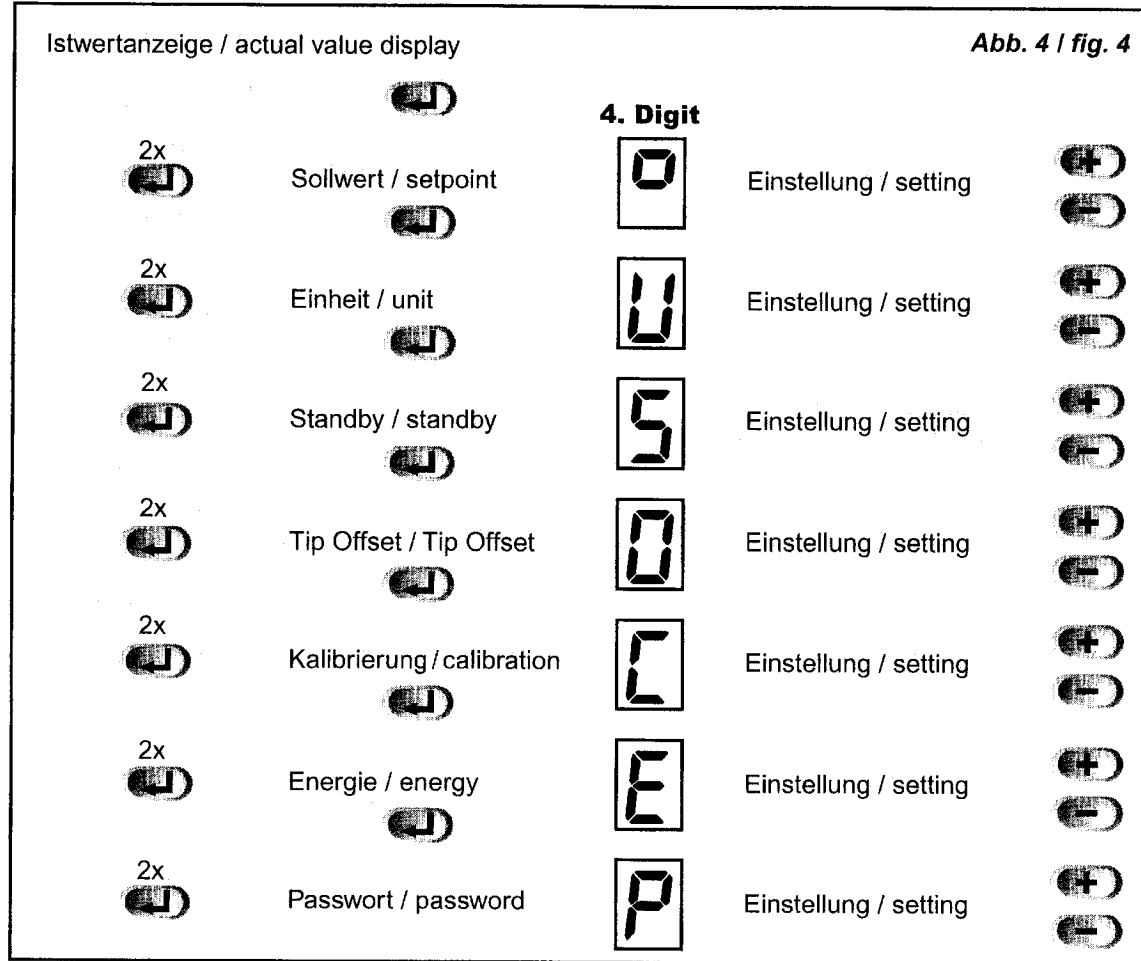 Istwertanzeige / actual value display Abb. 4 / fig. 4
4. Digit
2x Sollwert / setpoint o Einstellung / setting + -
2x Einheit / unit U Einstellung / setting + -
2x Standby / standby S Einstellung / setting + -
2x Tip Offset / Tip Offset O Einstellung / setting + -
2x Kalibrierung / calibration C Einstellung / setting + -
2x Energie / energy E Einstellung / setting + -
2x Passwort / password P Einstellung / setting + -